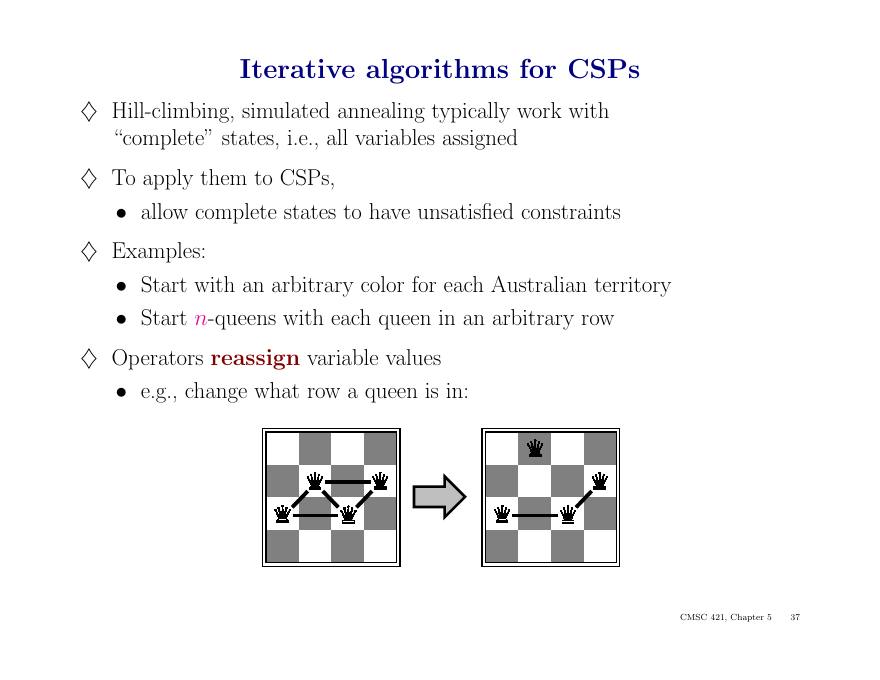 Iterative algorithms for CSPs
♢ Hill-climbing, simulated annealing typically work with
“complete” states, i.e., all variables assigned
♢ To apply them to CSPs,
• allow complete states to have unsatisfied constraints
♢ Examples:
• Start with an arbitrary color for each Australian territory
• Start n-queens with each queen in an arbitrary row
♢ Operators reassign variable values
• e.g., change what row a queen is in:
CMSC 421, Chapter 5 37